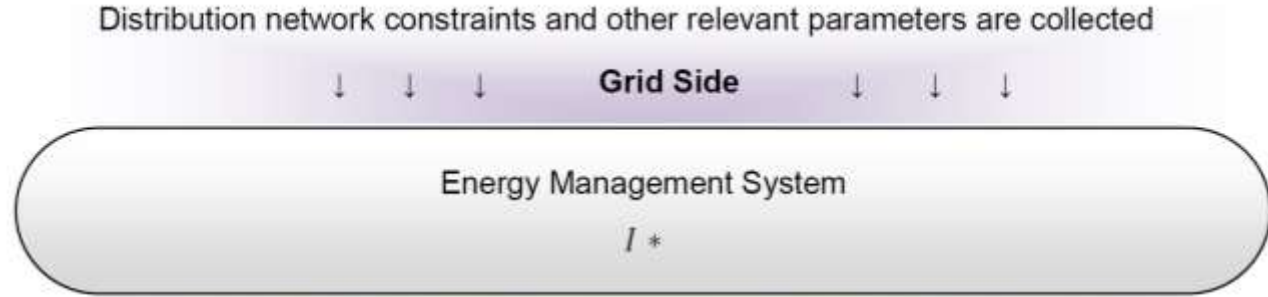 Distribution network constraints and other relevant parameters are collected
↓ ↓ ↓ Grid Side ↓ ↓ ↓
Energy Management System
I *